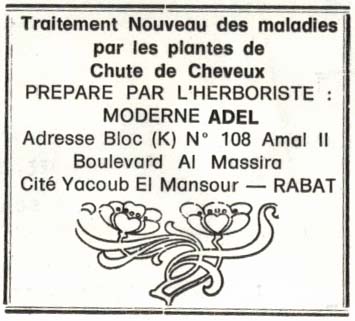 Traitement Nouveau des maladies
par les plantes de
Chute de Cheveux
PREPARE PAR L'HERBORISTE :
MODERNE ADEL
Adresse Bloc (K) N° 108 Amal II
Boulevard Al Massira
Cité Yacoub El Mansour — RABAT